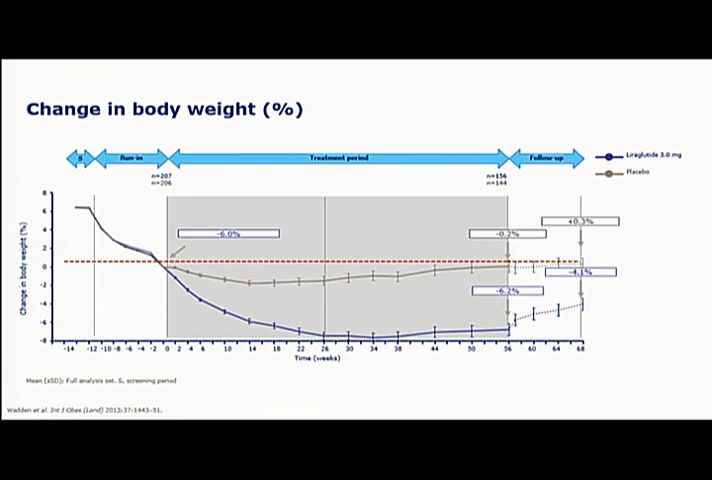 Change in body weight (%)
S
Run-in
Treatment period
Follow-up
Liraglutide 3.0 mg
Placebo
n=207
n=206
n=156
n=144
Change in body weight (%)
8
6
4
2
0
-2
-4
-6
-8
-6.0%
-0.2%
+0.3%
-4.1%
-6.2%
-14 -12 -10 -8 -6 -4 -2 0 2 4 6 10 14 18 22 26 30 34 38 44 50 56 60 64 68
Time (weeks)
Mean (±SD); Full analysis set. S, screening period
Wadden et al. Int J Obes (Lond) 2013;37:1443–51.